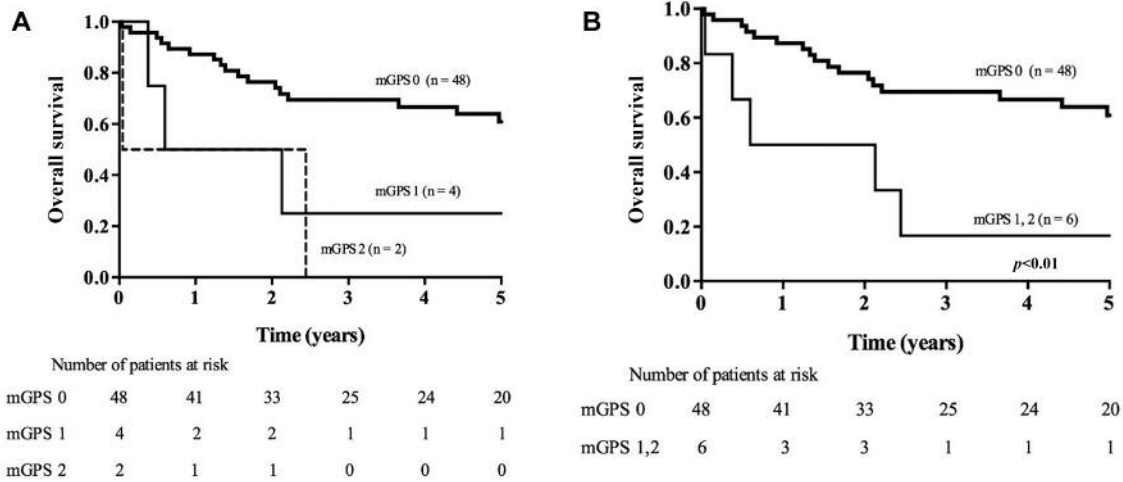 A
Overall survival
1.0
0.8
0.6
0.4
0.2
0.0
mGPS 0 (n = 48)
mGPS 1 (n = 4)
mGPS 2 (n = 2)
0 1 2 3 4 5
Time (years)
Number of patients at risk
mGPS 0 48 41 33 25 24 20
mGPS 1 4 2 2 1 1 1
mGPS 2 2 1 1 0 0 0
B
Overall survival
1.0
0.8
0.6
0.4
0.2
0.0
mGPS 0 (n = 48)
mGPS 1, 2 (n = 6)
p<0.01
0 1 2 3 4 5
Time (years)
Number of patients at risk
mGPS 0 48 41 33 25 24 20
mGPS 1,2 6 3 3 1 1 1